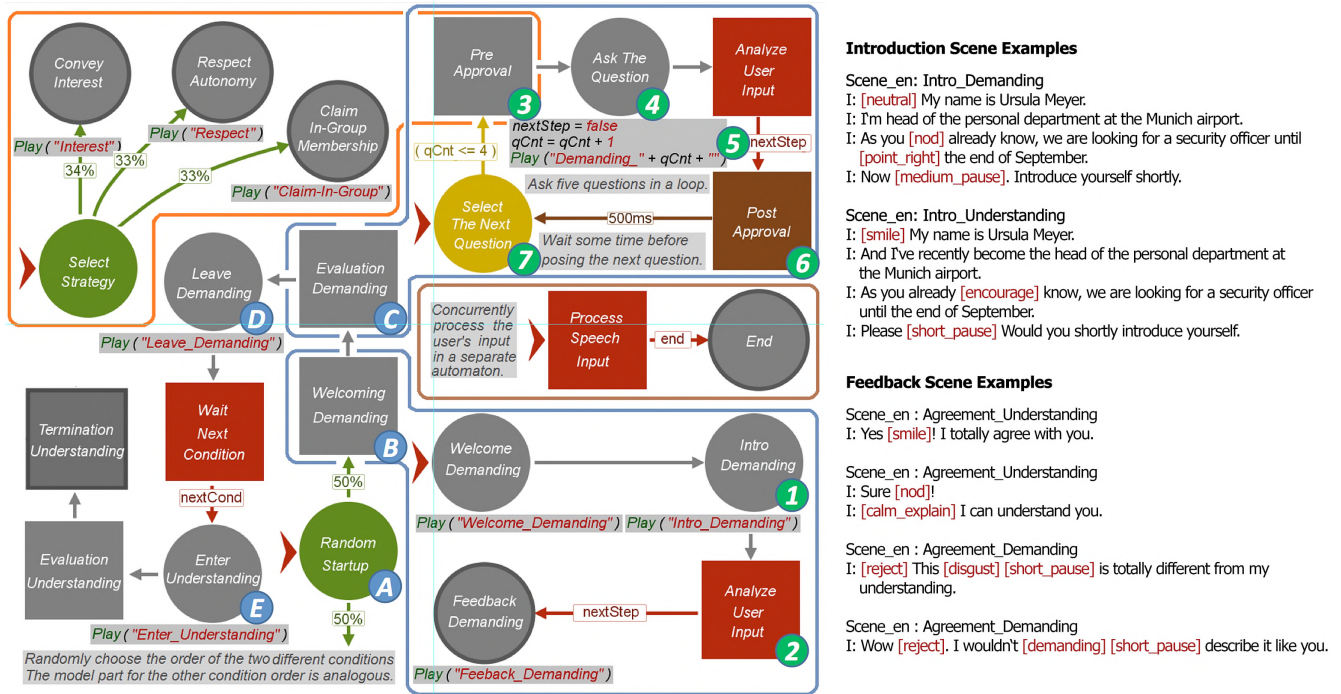 Convey
Interest
Play ("Interest")
34%
Respect
Autonomy
Play ("Respect")
33%
Claim
In-Group
Membership
Play ("Claim-In-Group")
33%
Select
Strategy
Pre
Approval
3
Ask The
Question
4
Analyze
User
Input
5
nextStep = false
qCnt = qCnt + 1
Play ("Demanding_" + qCnt + "")
nextStep
( qCnt <= 4 )
Ask five questions in a loop.
Select
The Next
Question
7
500ms
Post
Approval
6
Wait some time before
posing the next question.
Leave
Demanding
D
Play ("Leave_Demanding")
Evaluation
Demanding
C
Concurrently
process the
user's input
in a separate
automaton.
Process
Speech
Input
end
End
Welcoming
Demanding
B
Wait
Next
Condition
nextCond
Termination
Understanding
Evaluation
Understanding
Enter
Understanding
E
Play ("Enter_Understanding")
50%
Random
Startup
A
50%
Randomly choose the order of the two different conditions
The model part for the other condition order is analogous.
Welcome
Demanding
Play ("Welcome_Demanding")
Intro
Demanding
1
Play ("Intro_Demanding")
Analyze
User
Input
2
nextStep
Feedback
Demanding
Play ("Feeback_Demanding")
Introduction Scene Examples
Scene_en: Intro_Demanding
I: [neutral] My name is Ursula Meyer.
I: I'm head of the personal department at the Munich airport.
I: As you [nod] already know, we are looking for a security officer until
[point_right] the end of September.
I: Now [medium_pause]. Introduce yourself shortly.
Scene_en: Intro_Understanding
I: [smile] My name is Ursula Meyer.
I: And I've recently become the head of the personal department at
the Munich airport.
I: As you already [encourage] know, we are looking for a security officer
until the end of September.
I: Please [short_pause] Would you shortly introduce yourself.
Feedback Scene Examples
Scene_en : Agreement_Understanding
I: Yes [smile]! I totally agree with you.
Scene_en : Agreement_Understanding
I: Sure [nod]!
I: [calm_explain] I can understand you.
Scene_en : Agreement_Demanding
I: [reject] This [disgust] [short_pause] is totally different from my
understanding.
Scene_en : Agreement_Demanding
I: Wow [reject]. I wouldn't [demanding] [short_pause] describe it like you.